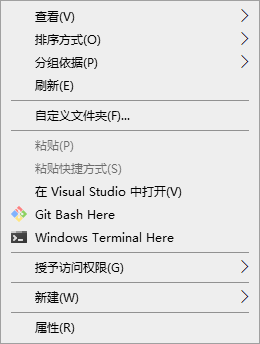 查看(V)
排序方式(O)
分组依据(P)
刷新(E)
自定义文件夹(F)...
粘贴(P)
粘贴快捷方式(S)
在 Visual Studio 中打开(V)
Git Bash Here
Windows Terminal Here
授予访问权限(G)
新建(W)
属性(R)